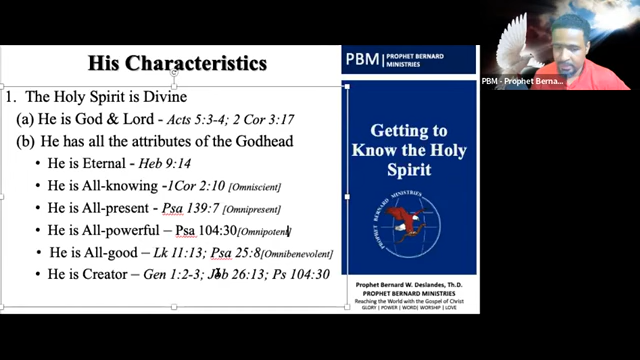 His Characteristics
1. The Holy Spirit is Divine
(a) He is God & Lord - Acts 5:3-4; 2 Cor 3:17
(b) He has all the attributes of the Godhead
• He is Eternal - Heb 9:14
• He is All-knowing -1Cor 2:10 [Omniscient]
• He is All-present - Psa 139:7 [Omnipresent]
• He is All-powerful – Psa 104:30[Omnipotent]
• He is All-good – Lk 11:13; Psa 25:8[Omnibenevolent]
• He is Creator – Gen 1:2-3; Job 26:13; Ps 104:30
PBM | PROPHET BERNARD MINISTRIES
Getting to
Know the Holy
Spirit
PROPHET BERNARD MINISTRIES
Prophet Bernard W. Deslandes, Th.D.
PROPHET BERNARD MINISTRIES
Reaching the World with the Gospel of Christ
GLORY | POWER | WORD| WORSHIP | LOVE
PBM - Prophet Berna...